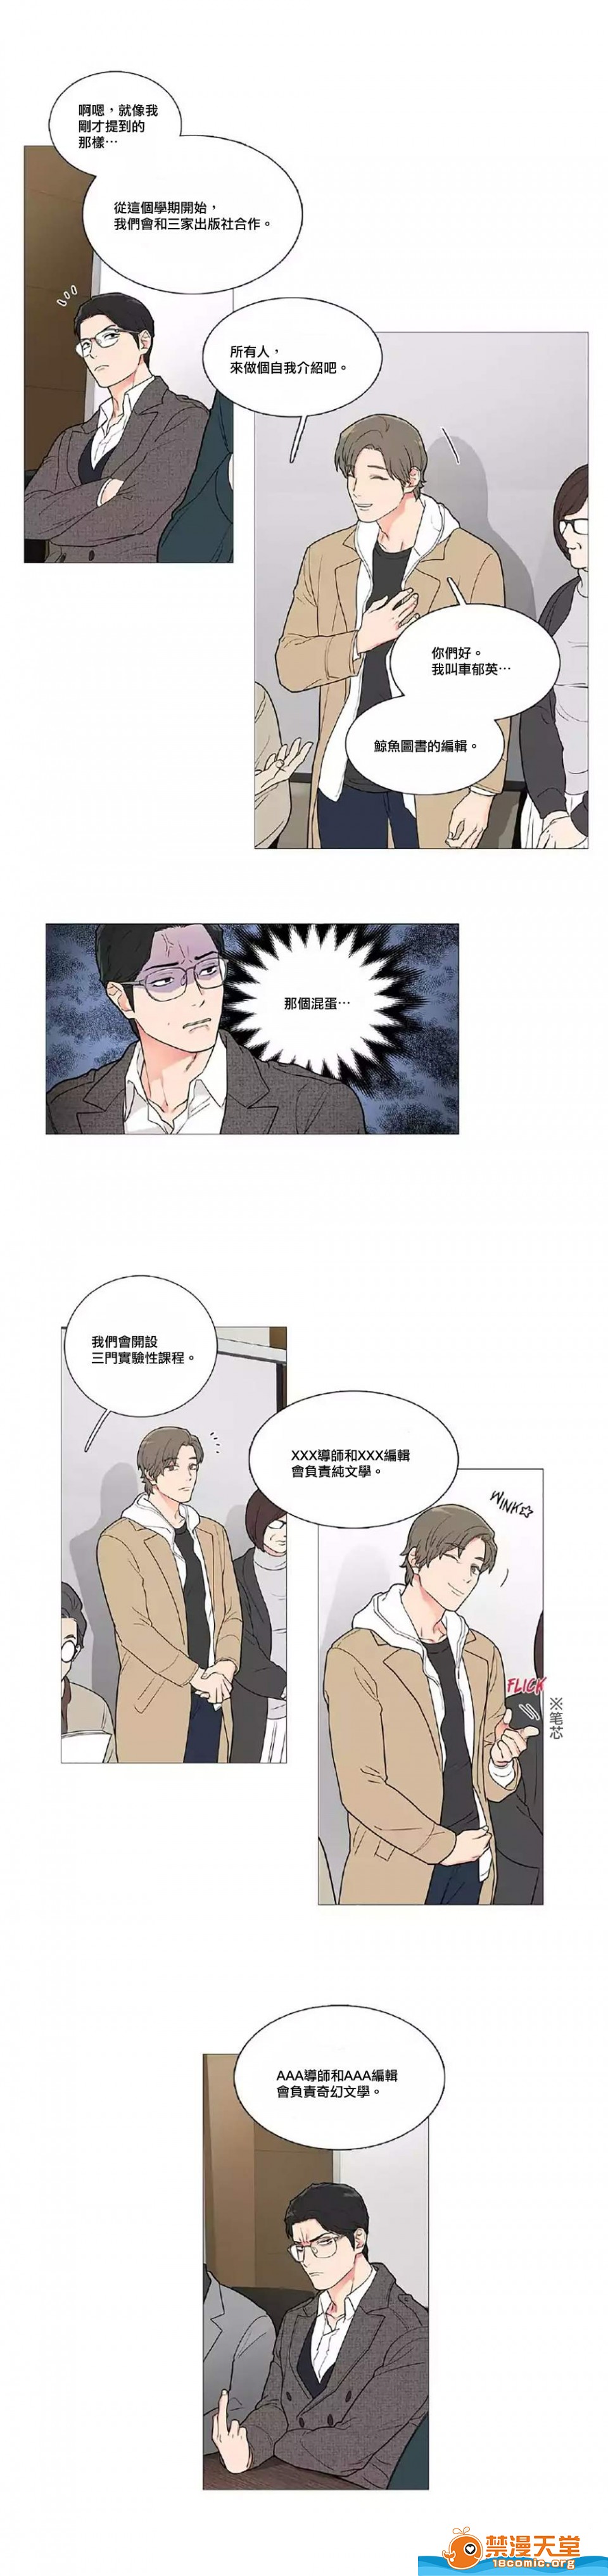 啊嗯，就像我
剛才提到的
那樣…
從這個學期開始，
我們會和三家出版社合作。
所有人，
來做個自我介紹吧。
你們好。
我叫車郁英…
鯨魚圖書的編輯。
那個混蛋…
我們會開設
三門實驗性課程。
XXX導師和XXX編輯
會負責純文學。
WINK☆
FLICK
※笔芯
AAA導師和AAA編輯
會負責奇幻文學。
禁漫天堂
18comic.org